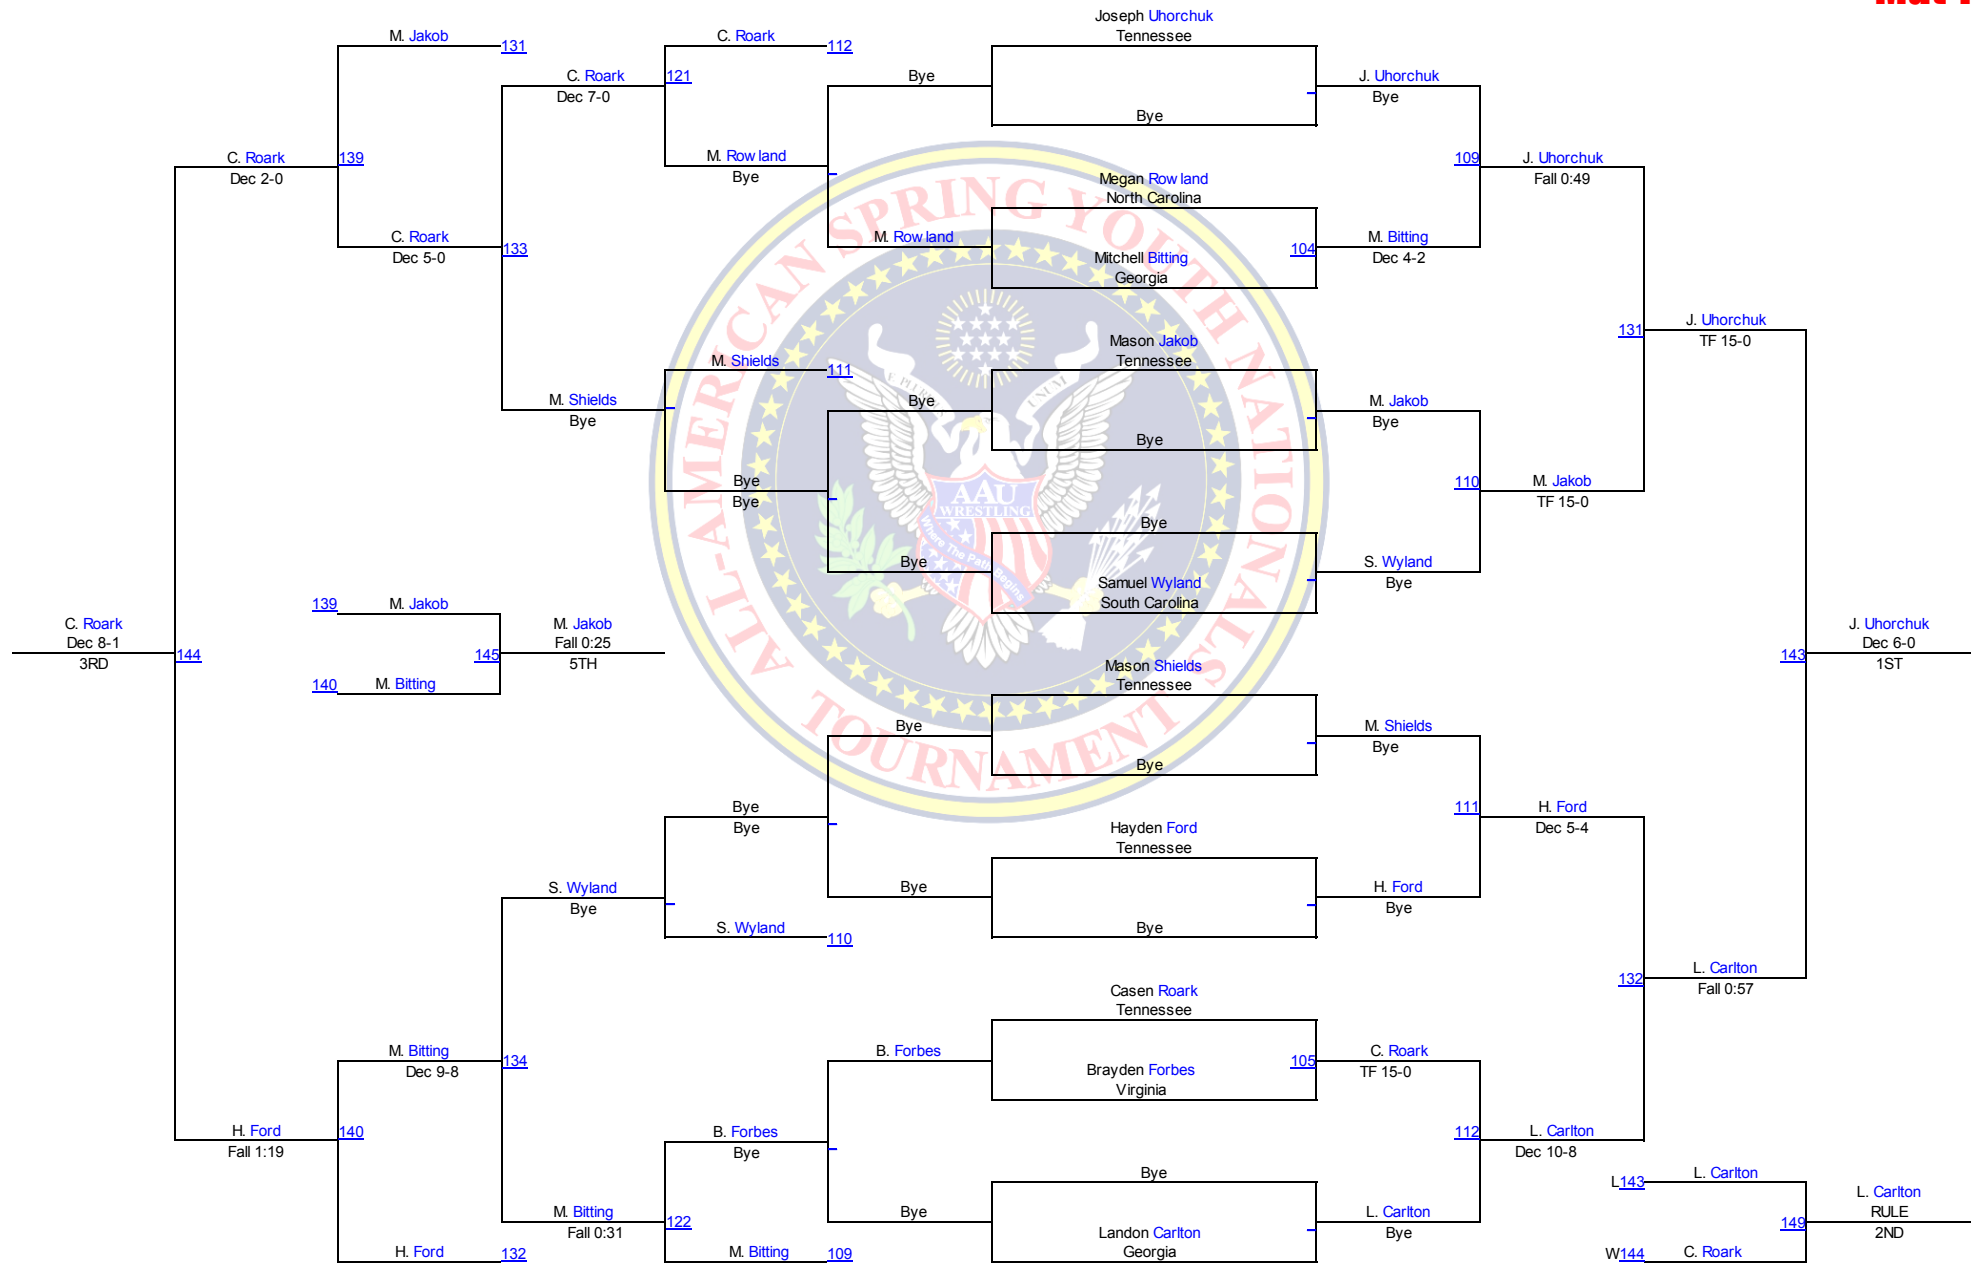 Joseph Uhorchuk
Tennessee
M. Jakob
131
C. Roark
112
C. Roark
121
Dec 7-0
Bye
J. Uhorchuk
Bye
Bye
C. Roark
139
Dec 2-0
M. Rowland
Bye
109
J. Uhorchuk
Fall 0:49
Megan Rowland
North Carolina
C. Roark
133
Dec 5-0
M. Rowland
104
M. Bitting
Dec 4-2
Mitchell Bitting
Georgia
131
J. Uhorchuk
TF 15-0
Mason Jakob
Tennessee
M. Shields
111
M. Shields
Bye
Bye
M. Jakob
Bye
Bye
Bye
Bye
110
M. Jakob
TF 15-0
Bye
Bye
S. Wyland
Bye
Samuel Wyland
South Carolina
139
M. Jakob
C. Roark
Dec 8-1
3RD
144
145
M. Jakob
Fall 0:25
5TH
140
M. Bitting
143
J. Uhorchuk
Dec 6-0
1ST
Mason Shields
Tennessee
Bye
M. Shields
Bye
Bye
Bye
Bye
111
H. Ford
Dec 5-4
Hayden Ford
Tennessee
S. Wyland
Bye
Bye
H. Ford
Bye
Bye
S. Wyland
110
132
L. Carlton
Fall 0:57
Casen Roark
Tennessee
M. Bitting
134
Dec 9-8
B. Forbes
105
C. Roark
TF 15-0
Brayden Forbes
Virginia
H. Ford
140
Fall 1:19
B. Forbes
Bye
112
L. Carlton
Dec 10-8
Bye
L143
L. Carlton
M. Bitting
122
Fall 0:31
Bye
L. Carlton
Bye
149
L. Carlton
RULE
2ND
Landon Carlton
Georgia
H. Ford
132
M. Bitting
109
W144
C. Roark
ALL-AMERICAN SPRING YOUTH NATIONALS
TOURNAMENT
E PLURIBUS
UNUM
AAU
WRESTLING
Where The Path Begins